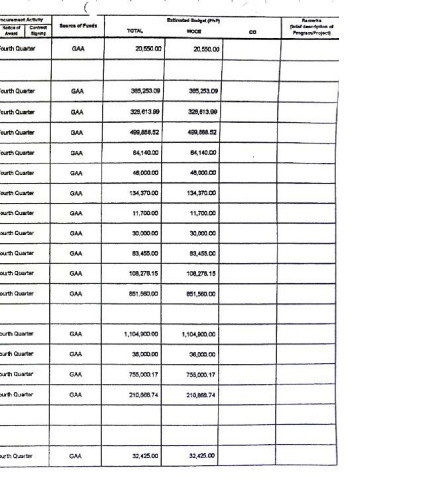 rocurement Activity Source of Funds Estimated Budget (PhP) Remarks
Notice of Award Contract Signing TOTAL MOOE CO (brief description of Program/Project)
Fourth Quarter GAA 20,550.00 20,550.00
ourth Quarter GAA 365,253.09 365,253.09
ourth Quarter GAA 328,613.99 328,613.99
ourth Quarter GAA 499,888.52 499,888.52
ourth Quarter GAA 64,140.00 64,140.00
ourth Quarter GAA 48,000.00 48,000.00
ourth Quarter GAA 134,370.00 134,370.00
ourth Quarter GAA 11,700.00 11,700.00
ourth Quarter GAA 30,000.00 30,000.00
ourth Quarter GAA 83,455.00 83,455.00
ourth Quarter GAA 108,278.15 108,278.15
ourth Quarter GAA 851,560.00 851,560.00
ourth Quarter GAA 1,104,900.00 1,104,900.00
ourth Quarter GAA 36,000.00 36,000.00
ourth Quarter GAA 755,000.17 755,000.17
ourth Quarter GAA 210,668.74 210,668.74
ourth Quarter GAA 32,425.00 32,425.00